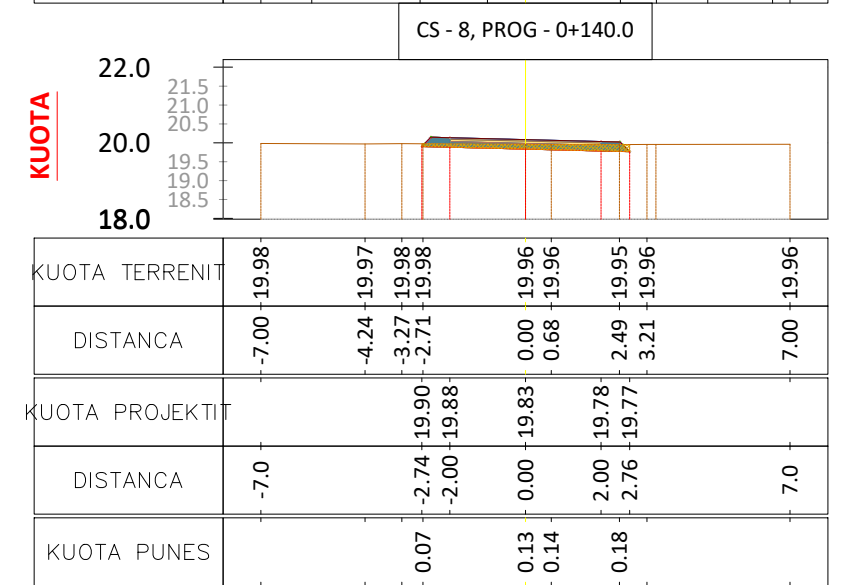 CS - 8, PROG - 0+140.0
KUOTA
22.0
21.5
21.0
20.5
20.0
19.5
19.0
18.5
18.0
KUOTA TERRENIT 19.98 19.97 19.98 19.98 19.96 19.96 19.95 19.96 19.96
DISTANCA -7.00 -4.24 -3.27 -2.71 0.00 0.68 2.49 3.21 7.00
KUOTA PROJEKTIT 19.90 19.88 19.83 19.78 19.77
DISTANCA -7.0 -2.74 -2.00 0.00 2.00 2.76 7.0
KUOTA PUNES 0.07 0.13 0.14 0.18